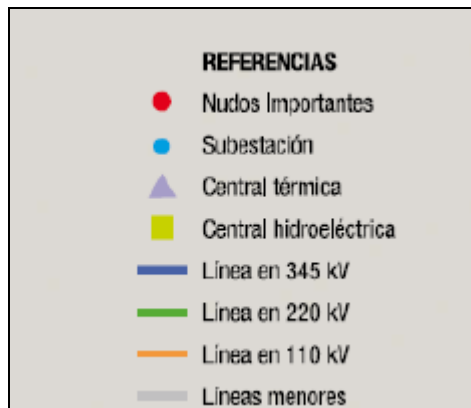 REFERENCIAS
Nudos Importantes
Subestación
Central térmica
Central hidroeléctrica
Línea en 345 kV
Línea en 220 kV
Línea en 110 kV
Líneas menores